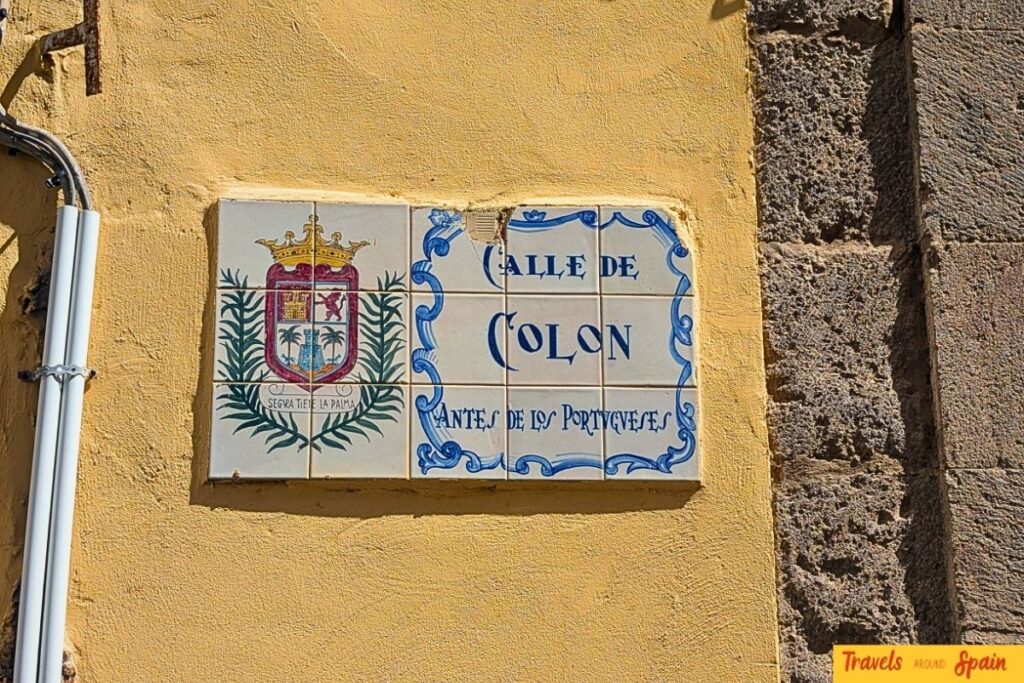 SEGVRA TIENE LA PALMA
CALLE DE
COLON
ANTES DE LOS PORTVGVESES
Travels AROUND Spain